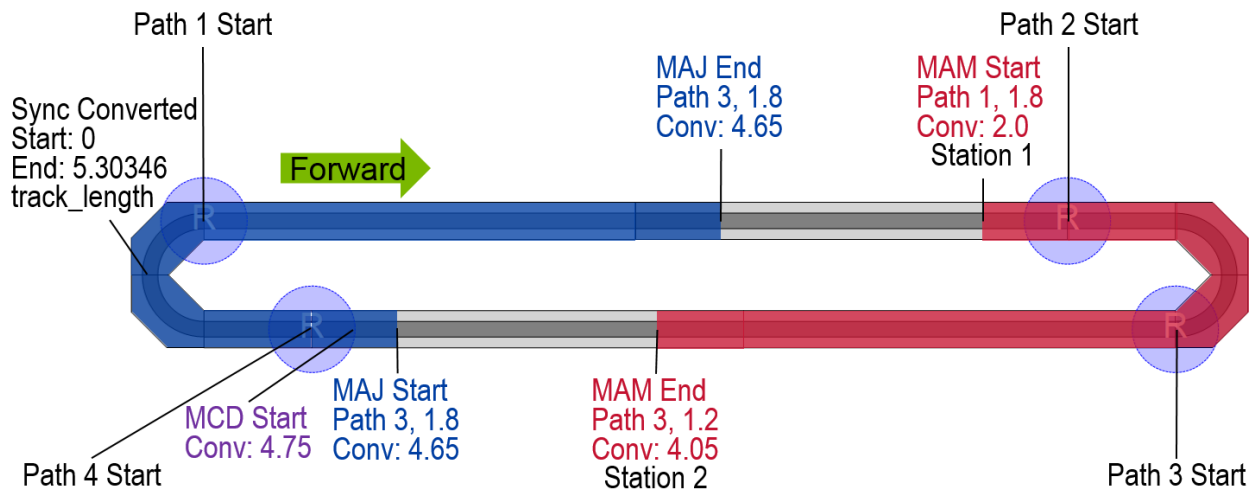 Path 1 Start
Path 2 Start
MAJ End
Path 3, 1.8
Conv: 4.65
MAM Start
Path 1, 1.8
Conv: 2.0
Station 1
Sync Converted
Start: 0
End: 5.30346
track_length
Forward
R
R
R
R
MCD Start
Conv: 4.75
MAJ Start
Path 3, 1.8
Conv: 4.65
MAM End
Path 3, 1.2
Conv: 4.05
Station 2
Path 4 Start
Path 3 Start